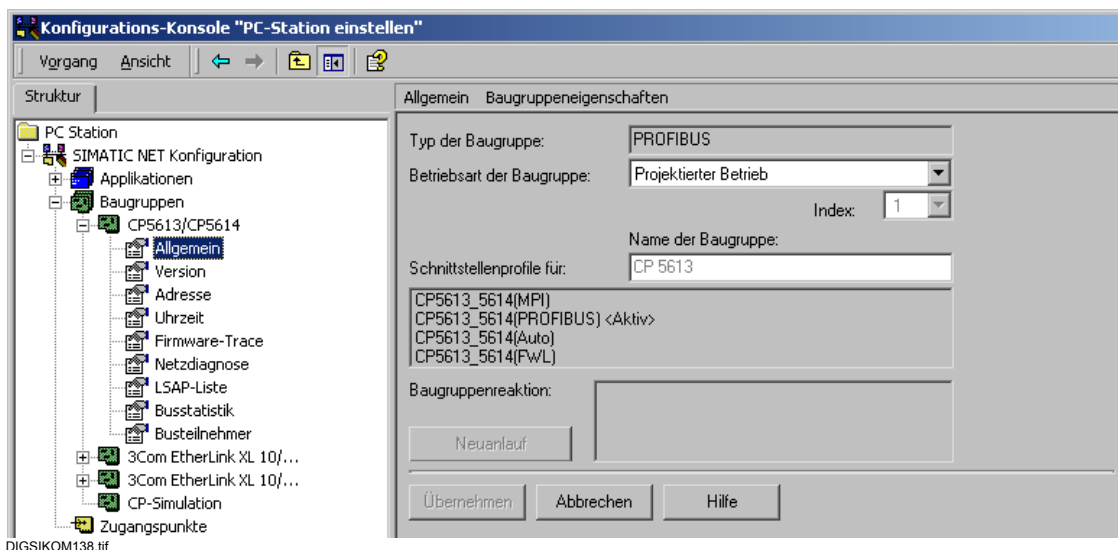 Konfigurations-Konsole "PC-Station einstellen"
Vorgang Ansicht
Struktur
PC Station
SIMATIC NET Konfiguration
Applikationen
Baugruppen
CP5613/CP5614
Allgemein
Version
Adresse
Uhrzeit
Firmware-Trace
Netzdiagnose
LSAP-Liste
Busstatistik
Busteilnehmer
3Com EtherLink XL 10/...
3Com EtherLink XL 10/...
CP-Simulation
Zugangspunkte
Allgemein Baugruppeneigenschaften
Typ der Baugruppe: PROFIBUS
Betriebsart der Baugruppe: Projektierter Betrieb
Index: 1
Name der Baugruppe:
Schnittstellenprofile für: CP 5613
CP5613_5614(MPI)
CP5613_5614(PROFIBUS) <Aktiv>
CP5613_5614(Auto)
CP5613_5614(FWL)
Baugruppenreaktion:
Neuanlauf
Übernehmen Abbrechen Hilfe
DIGSIKOM138.tif